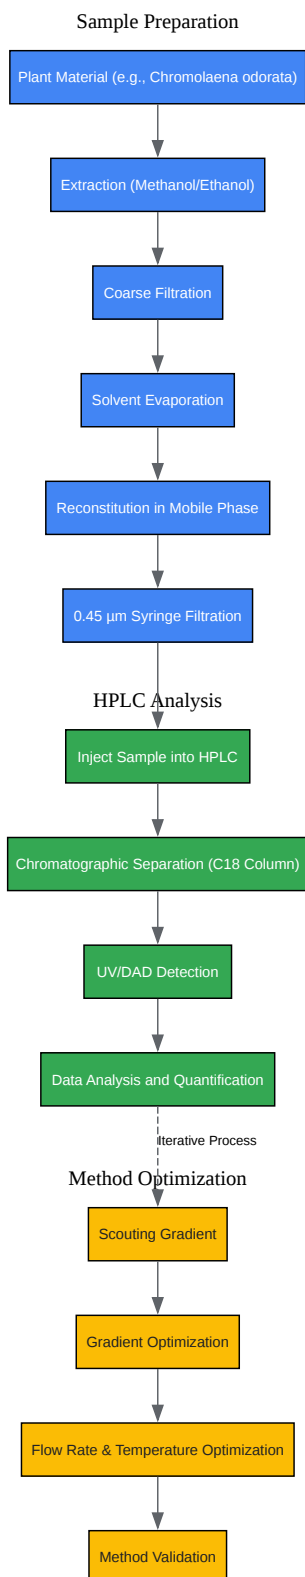 Sample Preparation
Plant Material (e.g., Chromolaena odorata)
Extraction (Methanol/Ethanol)
Coarse Filtration
Solvent Evaporation
Reconstitution in Mobile Phase
0.45 µm Syringe Filtration
HPLC Analysis
Inject Sample into HPLC
Chromatographic Separation (C18 Column)
UV/DAD Detection
Data Analysis and Quantification
Iterative Process
Method Optimization
Scouting Gradient
Gradient Optimization
Flow Rate & Temperature Optimization
Method Validation